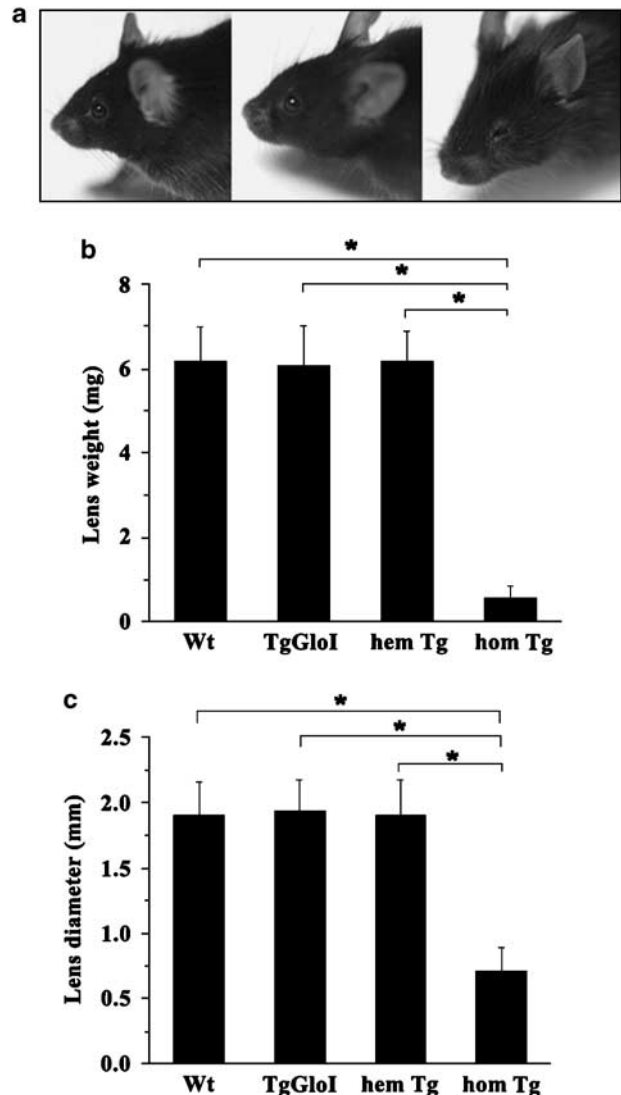 a
b
* * *
8
6
4
2
0
Lens weight (mg)
Wt TgGloI hem Tg hom Tg
c
* * *
2.5
2.0
1.5
1.0
0.5
0.0
Lens diameter (mm)
Wt TgGloI hem Tg hom Tg